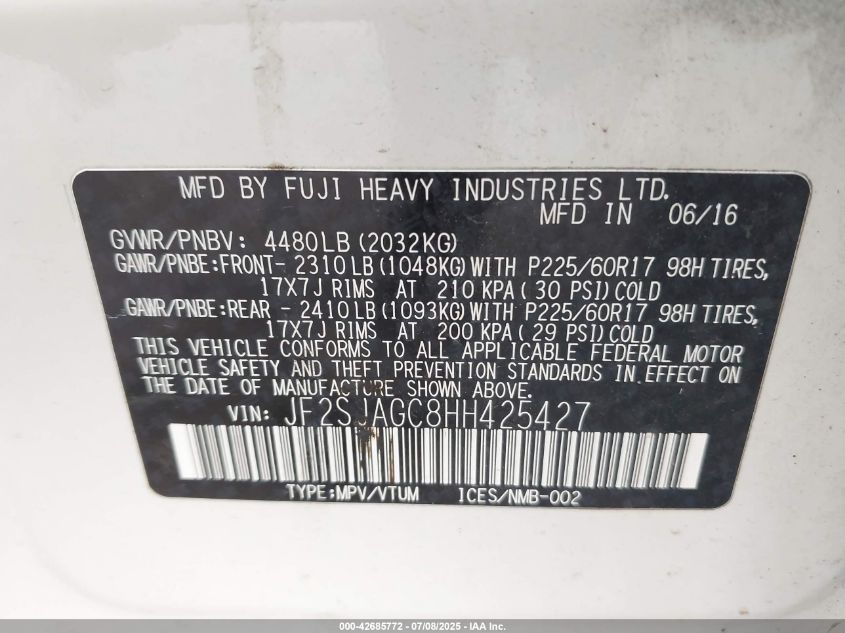 MFD BY FUJI HEAVY INDUSTRIES LTD.
MFD IN 06/16
GVWR/PNBV: 4480LB (2032KG)
GAWR/PNBE:FRONT- 2310LB (1048KG) WITH P225/60R17 98H TIRES,
17X7J RIMS AT 210 KPA ( 30 PSI) COLD
GAWR/PNBE:REAR - 2410LB (1093KG) WITH P225/60R17 98H TIRES,
17X7J RIMS AT 200 KPA ( 29 PSI) COLD
THIS VEHICLE CONFORMS TO ALL APPLICABLE FEDERAL MOTOR
VEHICLE SAFETY AND THEFT PREVENTION STANDARDS IN EFFECT ON
THE DATE OF MANUFACTURE SHOWN ABOVE.
VIN: JF2SJAGC8HH425427
TYPE:MPV/VTUM ICES/NMB-002
000-42685772 - 07/08/2025 - IAA Inc.